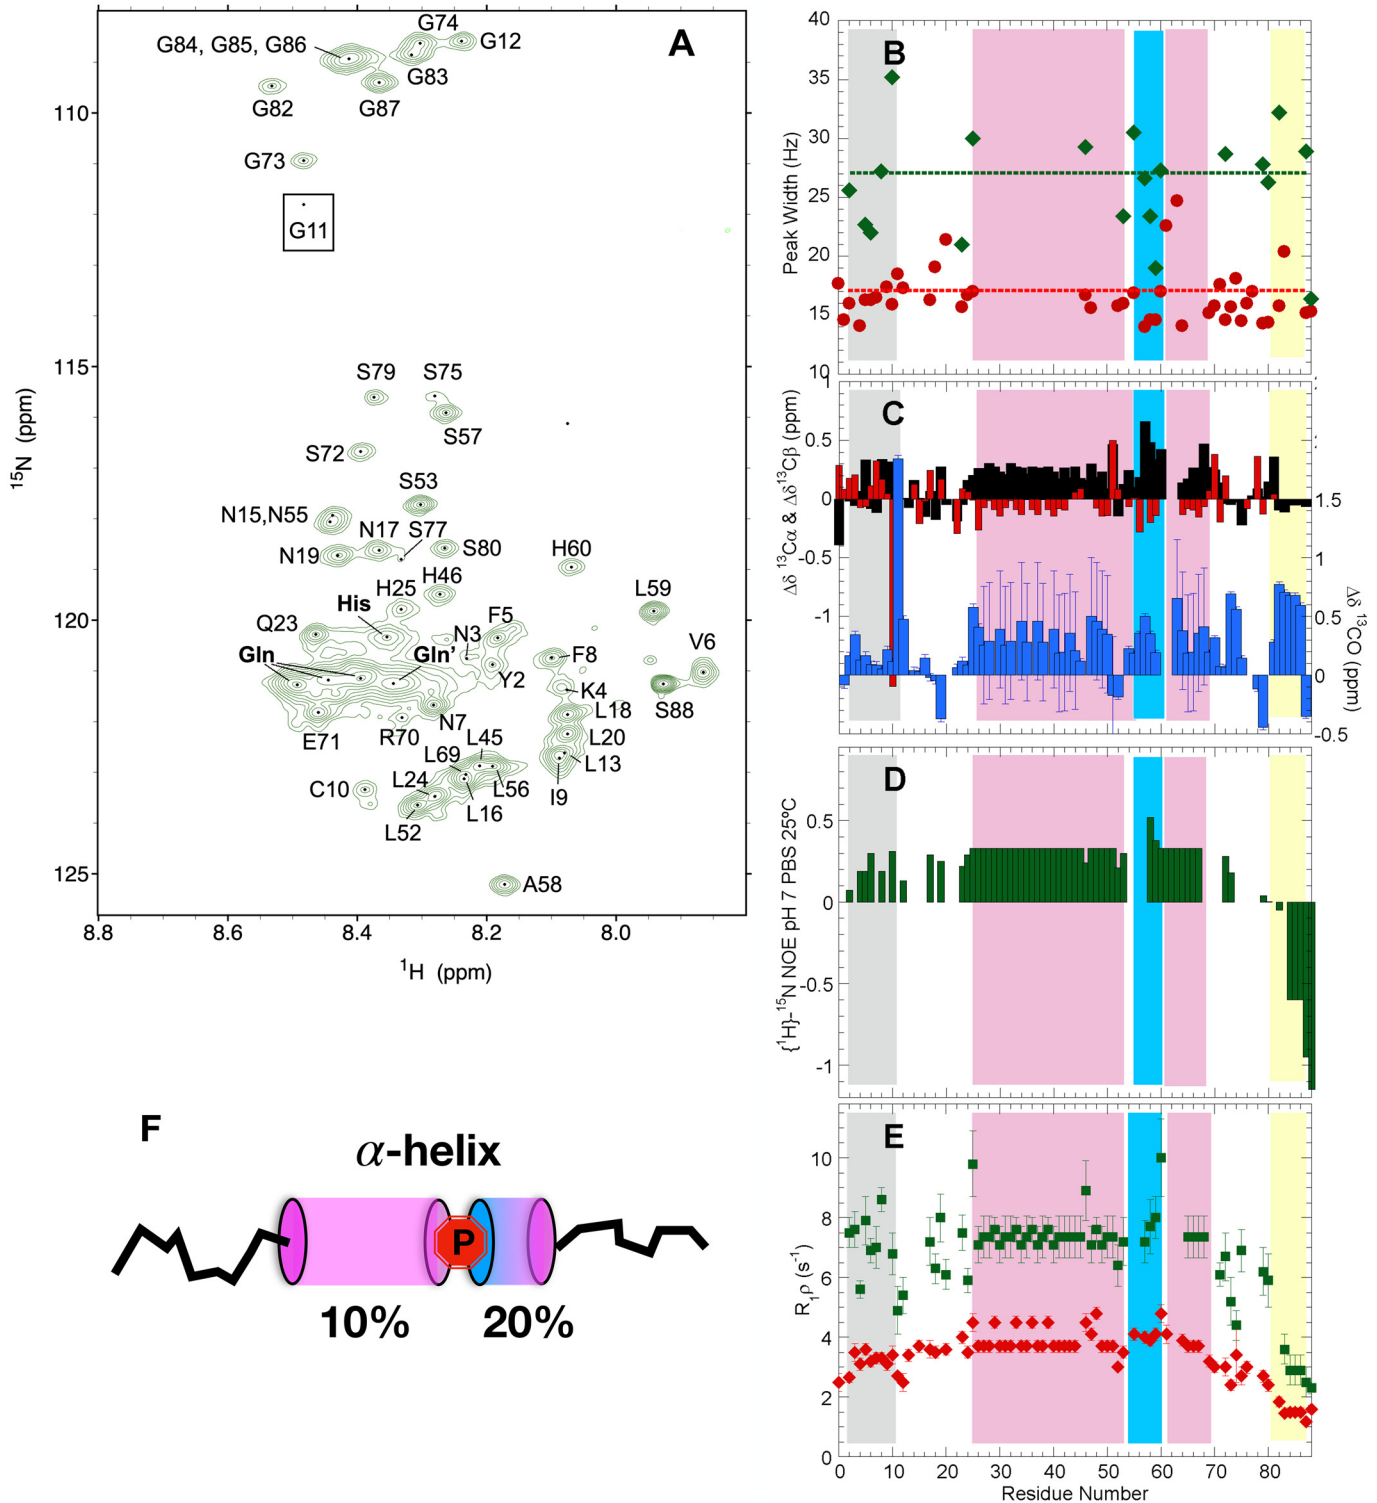 A
G74
G84, G85, G86
G12
G83
G82
G87
110
G73
G11
115
S79
S75
S57
S72
S53
N15,N55
N17
S77
N19
S80
H60
H46
H25
L59
His
120
Q23
F5
N3
V6
Gln
Gln'
F8
Y2
K4
S88
L18
E71
R70
N7
L20
L45
L69
L13
C10
L24
L56
I9
L16
L52
125
A58
8.8
8.6
8.4
8.2
8.0
¹H (ppm)
¹⁵N (ppm)
B
40
35
30
25
20
15
10
Peak Width (Hz)
C
1
0.5
0
-0.5
-1
Δδ ¹³Cα & Δδ¹³Cβ (ppm)
1.5
1
0.5
0
-0.5
Δδ ¹³CO (ppm)
D
0.5
0
-0.5
-1
{¹H}-¹⁵N NOE pH 7 PBS 25ºC
E
10
8
6
4
2
0
R₁ρ (s⁻¹)
0
10
20
30
40
50
60
70
80
Residue Number
F
α-helix
P
10%
20%